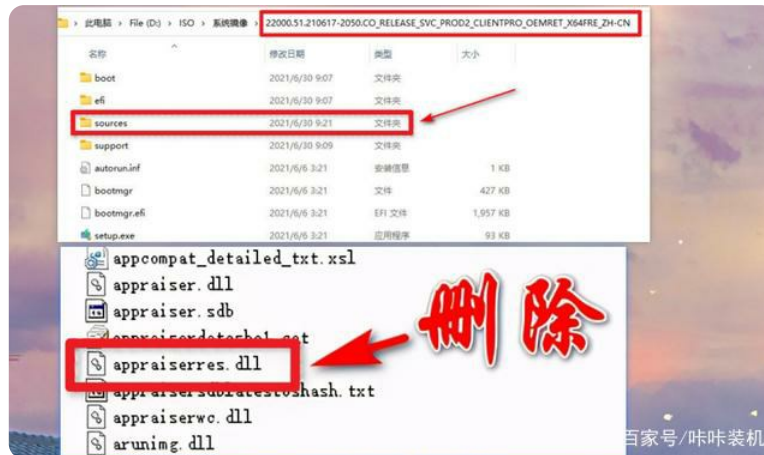 此电脑 › File (D:) › ISO › 系统镜像 › 22000.51.210617-2050.CO_RELEASE_SVC_PROD2_CLIENTPRO_OEMRET_X64FRE_ZH-CN
名称 修改日期 类型 大小
boot 2021/6/30 9:07 文件夹
efi 2021/6/30 9:07 文件夹
sources 2021/6/30 9:21 文件夹
support 2021/6/30 9:09 文件夹
autorun.inf 2021/6/6 3:21 安装信息 1 KB
bootmgr 2021/6/6 3:21 文件 427 KB
bootmgr.efi 2021/6/6 3:21 EFI 文件 1,957 KB
setup.exe 2021/6/6 3:21 应用程序 93 KB
appcompat_detailed_txt.xsl
appraiser.dll
appraiser.sdb
删除
appraiserres.dll
appraiserwc.dll
arunimg.dll
百家号/咔咔装机